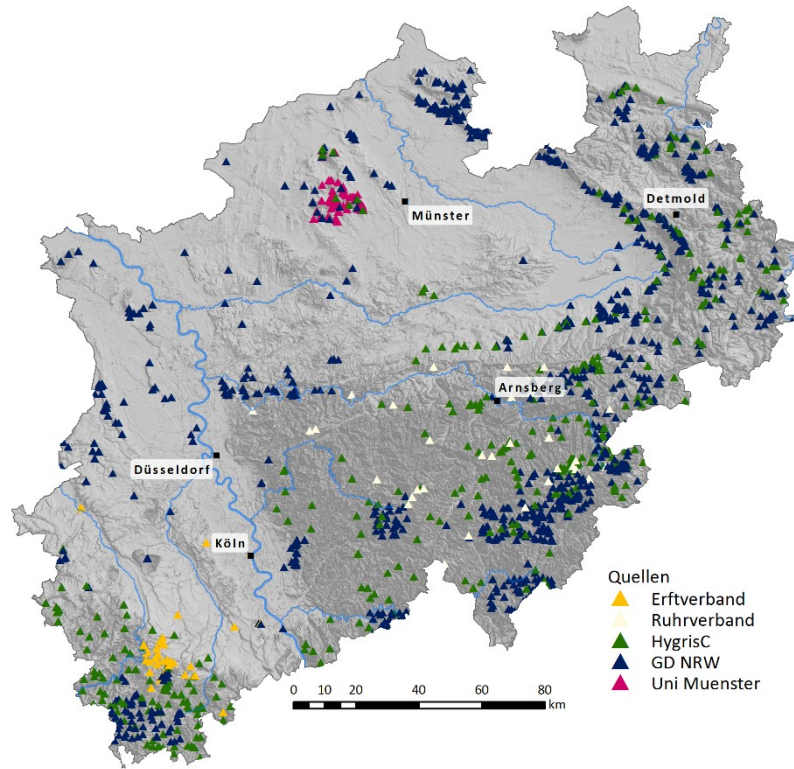 Münster
Detmold
Arnsberg
Düsseldorf
Köln
Quellen
Erftverband
Ruhrverband
HygrisC
GD NRW
Uni Muenster
0 10 20 40 60 80
km